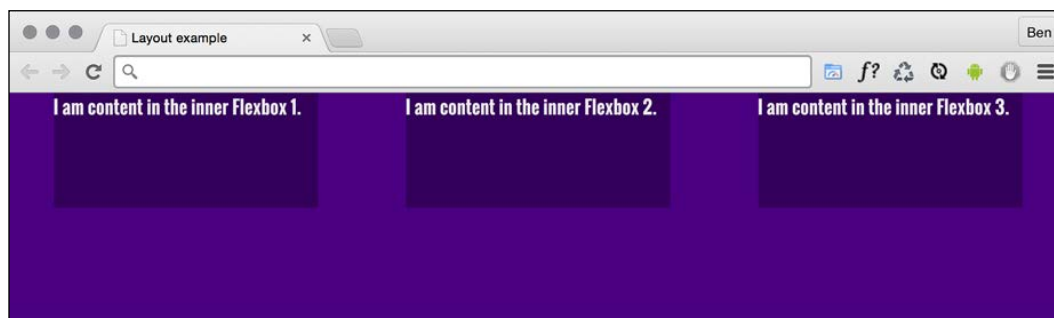 Layout example
Ben
f?
I am content in the inner Flexbox 1.
I am content in the inner Flexbox 2.
I am content in the inner Flexbox 3.